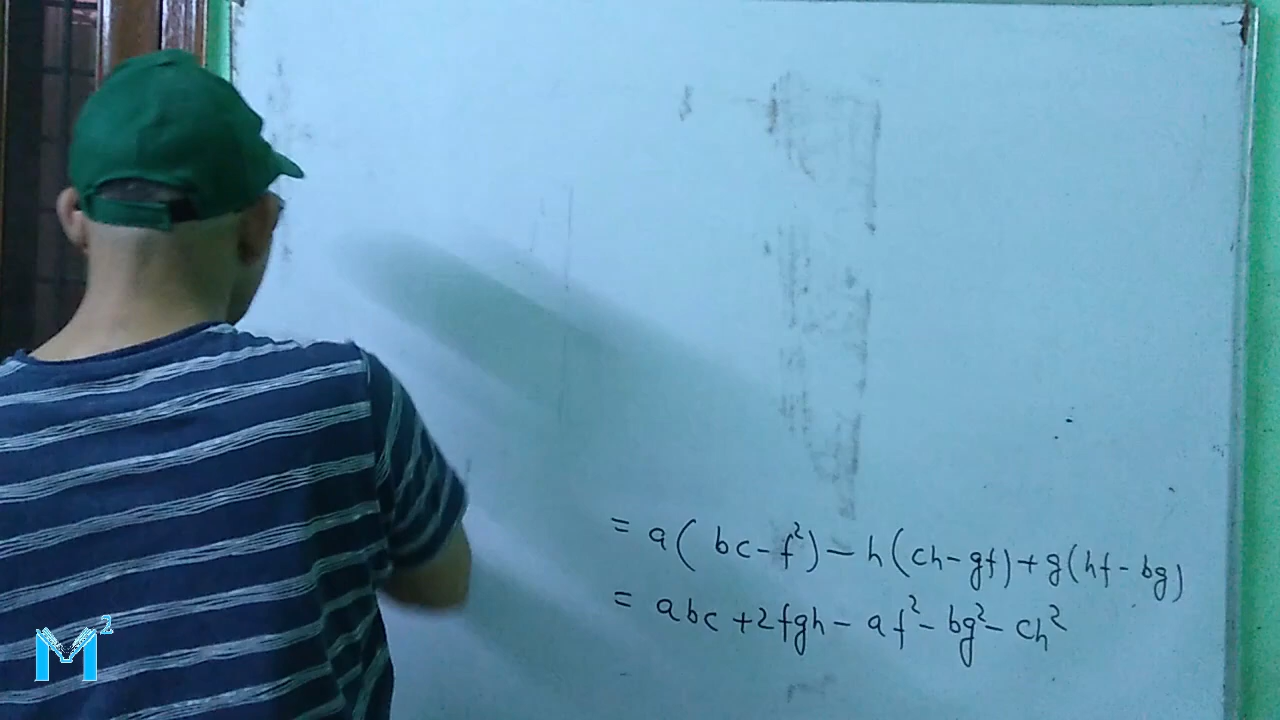 = a(bc-f²)-h(ch-gf)+g(hf-bg)
= abc+2fgh-af²-bg²-ch²
M²